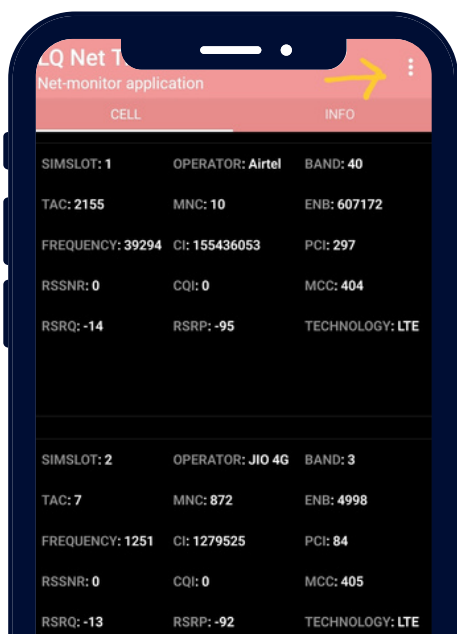 LQ Net T
Net-monitor application
CELL INFO
SIMSLOT: 1 OPERATOR: Airtel BAND: 40
TAC: 2155 MNC: 10 ENB: 607172
FREQUENCY: 39294 CI: 155436053 PCI: 297
RSSNR: 0 CQI: 0 MCC: 404
RSRQ: -14 RSRP: -95 TECHNOLOGY: LTE
SIMSLOT: 2 OPERATOR: JIO 4G BAND: 3
TAC: 7 MNC: 872 ENB: 4998
FREQUENCY: 1251 CI: 1279525 PCI: 84
RSSNR: 0 CQI: 0 MCC: 405
RSRQ: -13 RSRP: -92 TECHNOLOGY: LTE